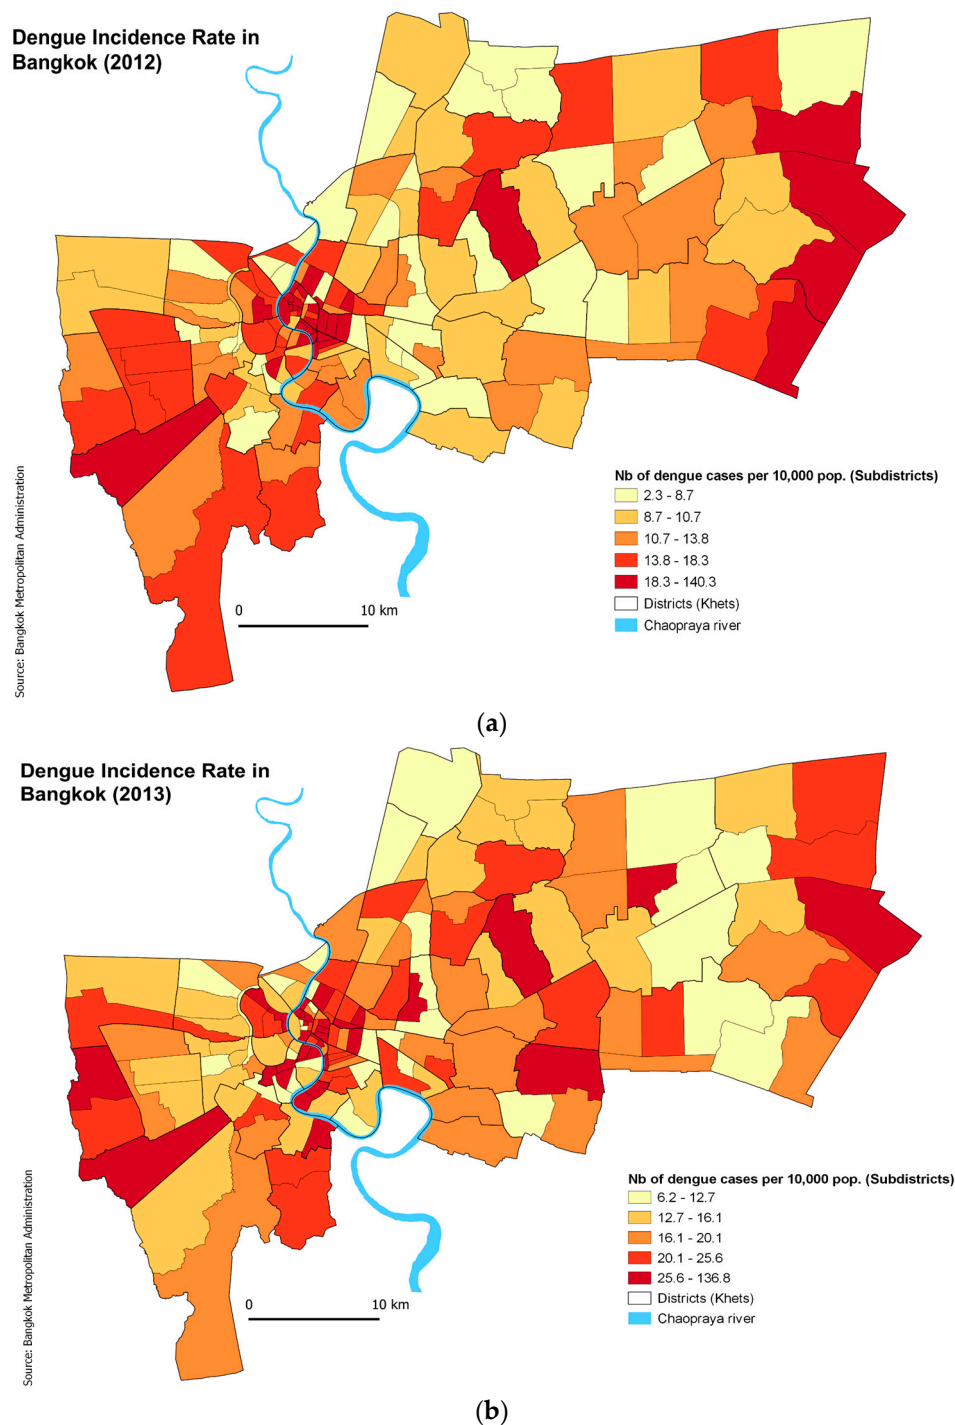 Dengue Incidence Rate in
Bangkok (2012)
Source: Bangkok Metropolitan Administration
Nb of dengue cases per 10,000 pop. (Subdistricts)
2.3 - 8.7
8.7 - 10.7
10.7 - 13.8
13.8 - 18.3
18.3 - 140.3
Districts (Khets)
Chaopraya river
0 10 km
(a)
Dengue Incidence Rate in
Bangkok (2013)
Source: Bangkok Metropolitan Administration
Nb of dengue cases per 10,000 pop. (Subdistricts)
6.2 - 12.7
12.7 - 16.1
16.1 - 20.1
20.1 - 25.6
25.6 - 136.8
Districts (Khets)
Chaopraya river
0 10 km
(b)